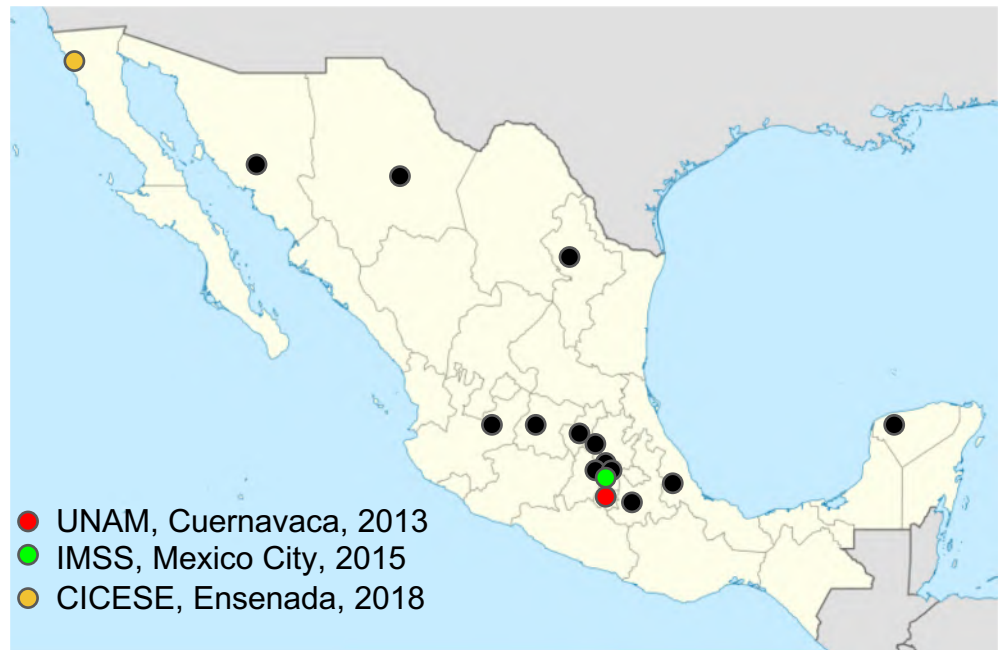 UNAM, Cuernavaca, 2013
IMSS, Mexico City, 2015
CICESE, Ensenada, 2018